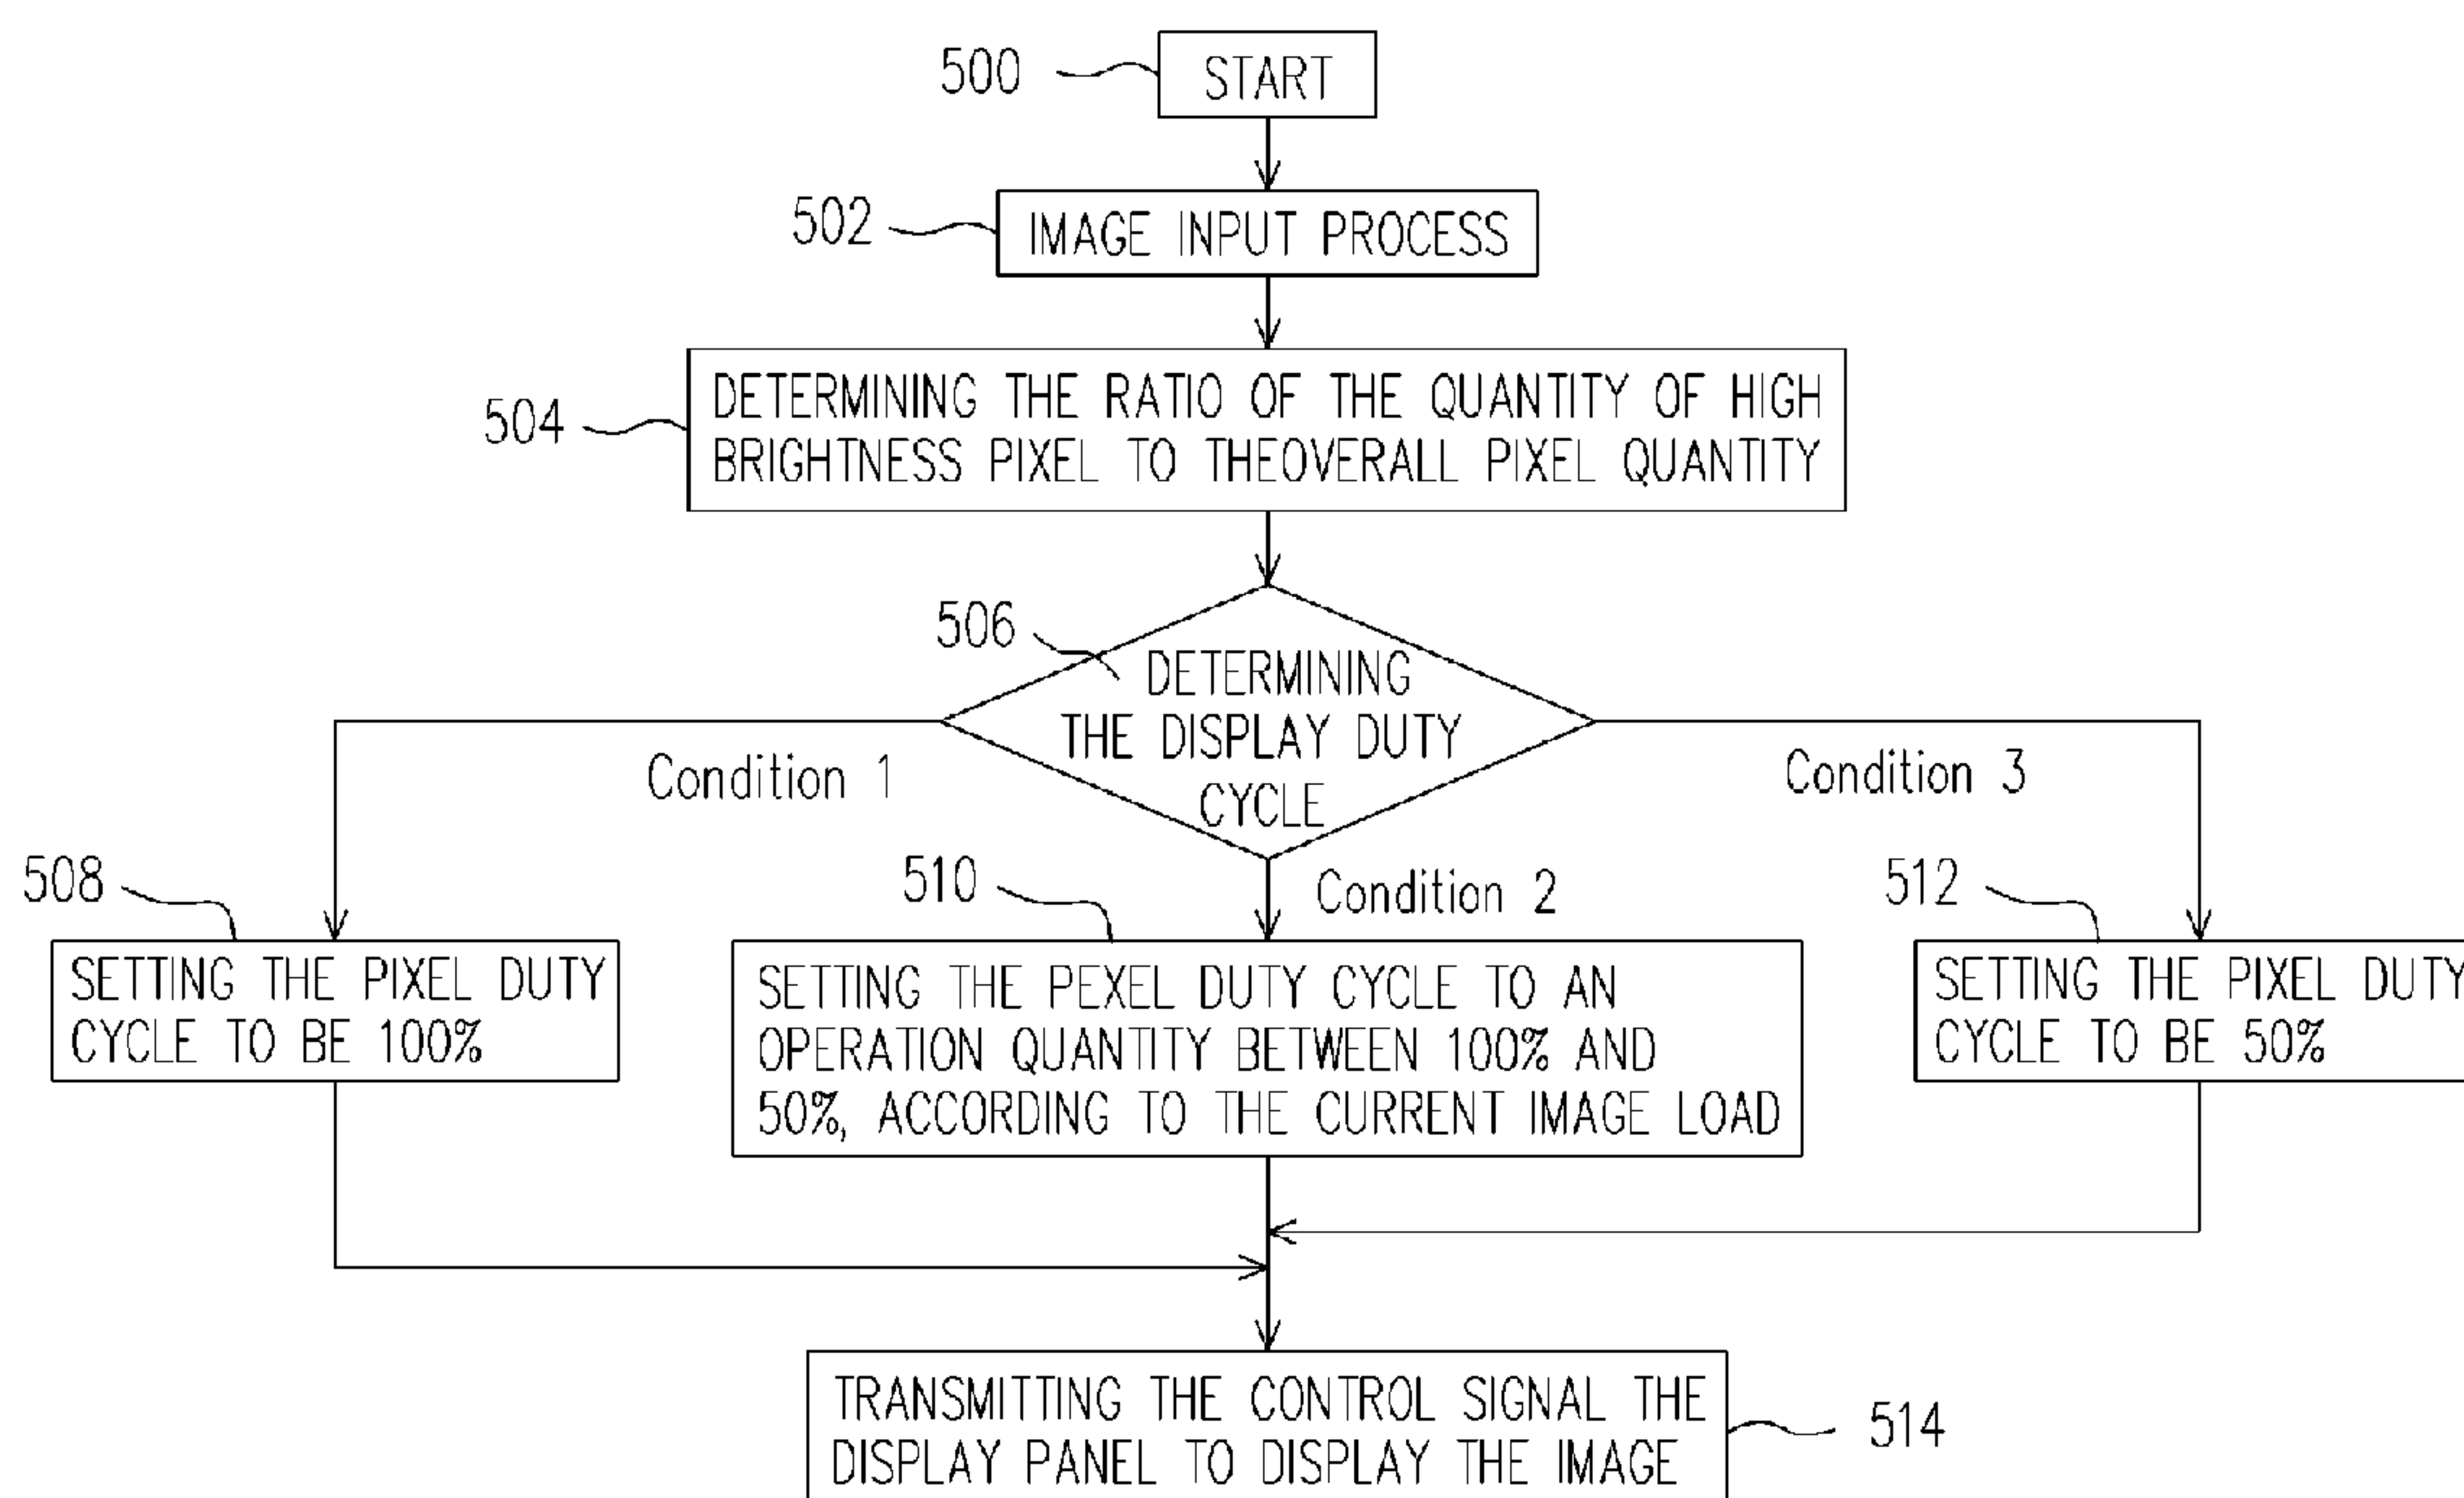 500
START
502
IMAGE INPUT PROCESS
504
DETERMINING THE RATIO OF THE QUANTITY OF HIGH
BRIGHTNESS PIXEL TO THEOVERALL PIXEL QUANTITY
506
DETERMINING
THE DISPLAY DUTY
CYCLE
Condition 1
Condition 3
Condition 2
508
SETTING THE PIXEL DUTY
CYCLE TO BE 100%
510
SETTING THE PEXEL DUTY CYCLE TO AN
OPERATION QUANTITY BETWEEN 100% AND
50%, ACCORDING TO THE CURRENT IMAGE LOAD
512
SETTING THE PIXEL DUTY
CYCLE TO BE 50%
TRANSMITTING THE CONTROL SIGNAL THE
DISPLAY PANEL TO DISPLAY THE IMAGE
514